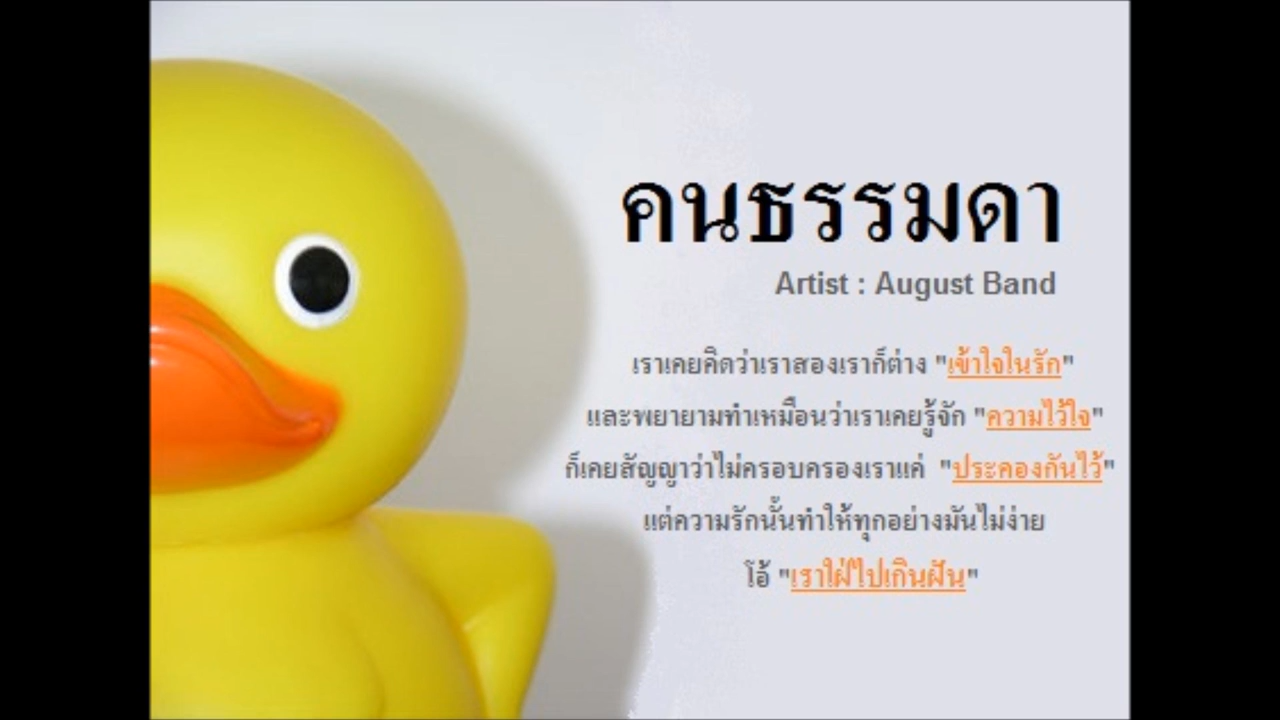 คนธรรมดา
Artist : August Band
เราเคยคิดว่าเราสองเราก็ต่าง "เข้าใจในรัก"
และพยายามทำเหมือนว่าเราเคยรู้จัก "ความไว้ใจ"
ก็เคยสัญญาว่าไม่ครอบครองเราแค่ "ประคองกันไว้"
แต่ความรักนั้นทำให้ทุกอย่างมันไม่ง่าย
โอ้ "เราใฝ่ไปเกินฝัน"